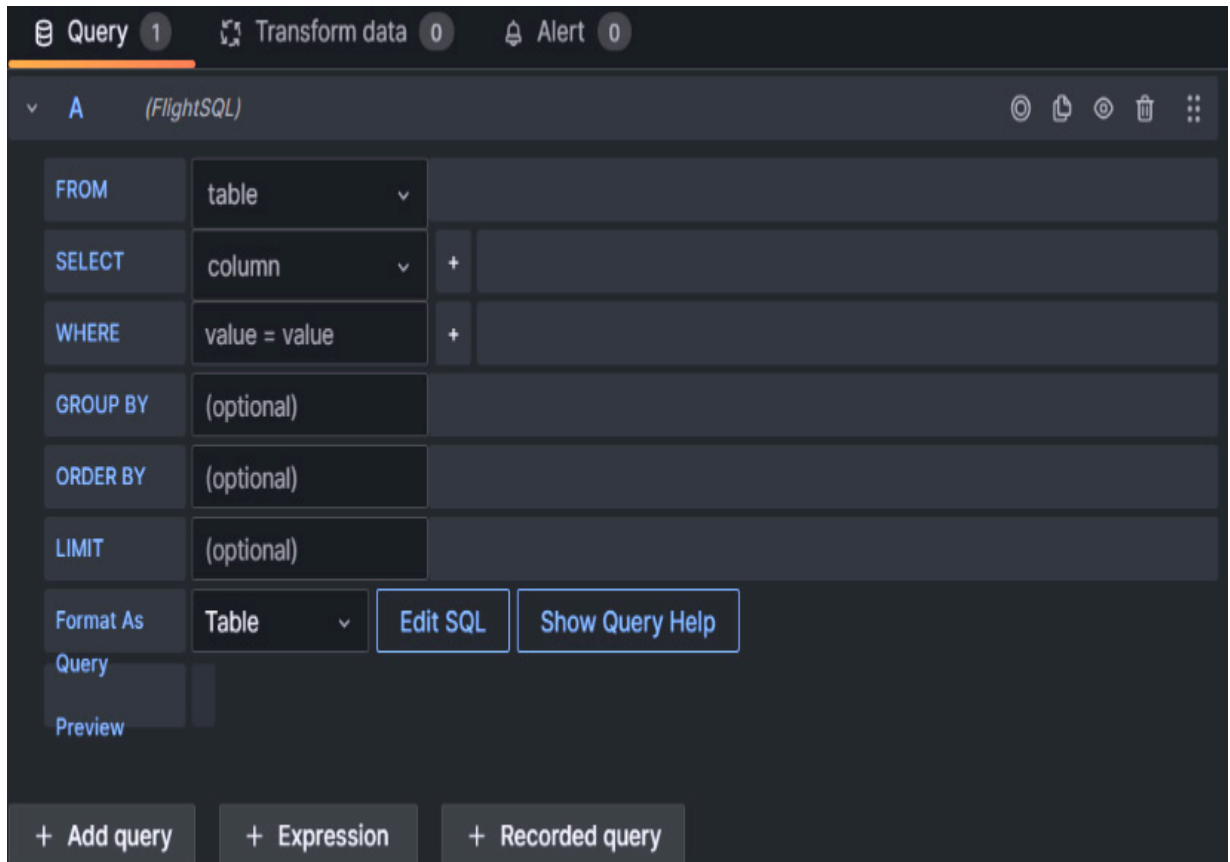 Query 1 Transform data 0 Alert 0
A (FlightSQL)
FROM table
SELECT column +
WHERE value = value +
GROUP BY (optional)
ORDER BY (optional)
LIMIT (optional)
Format As Table Edit SQL Show Query Help
Query
Preview
+ Add query + Expression + Recorded query